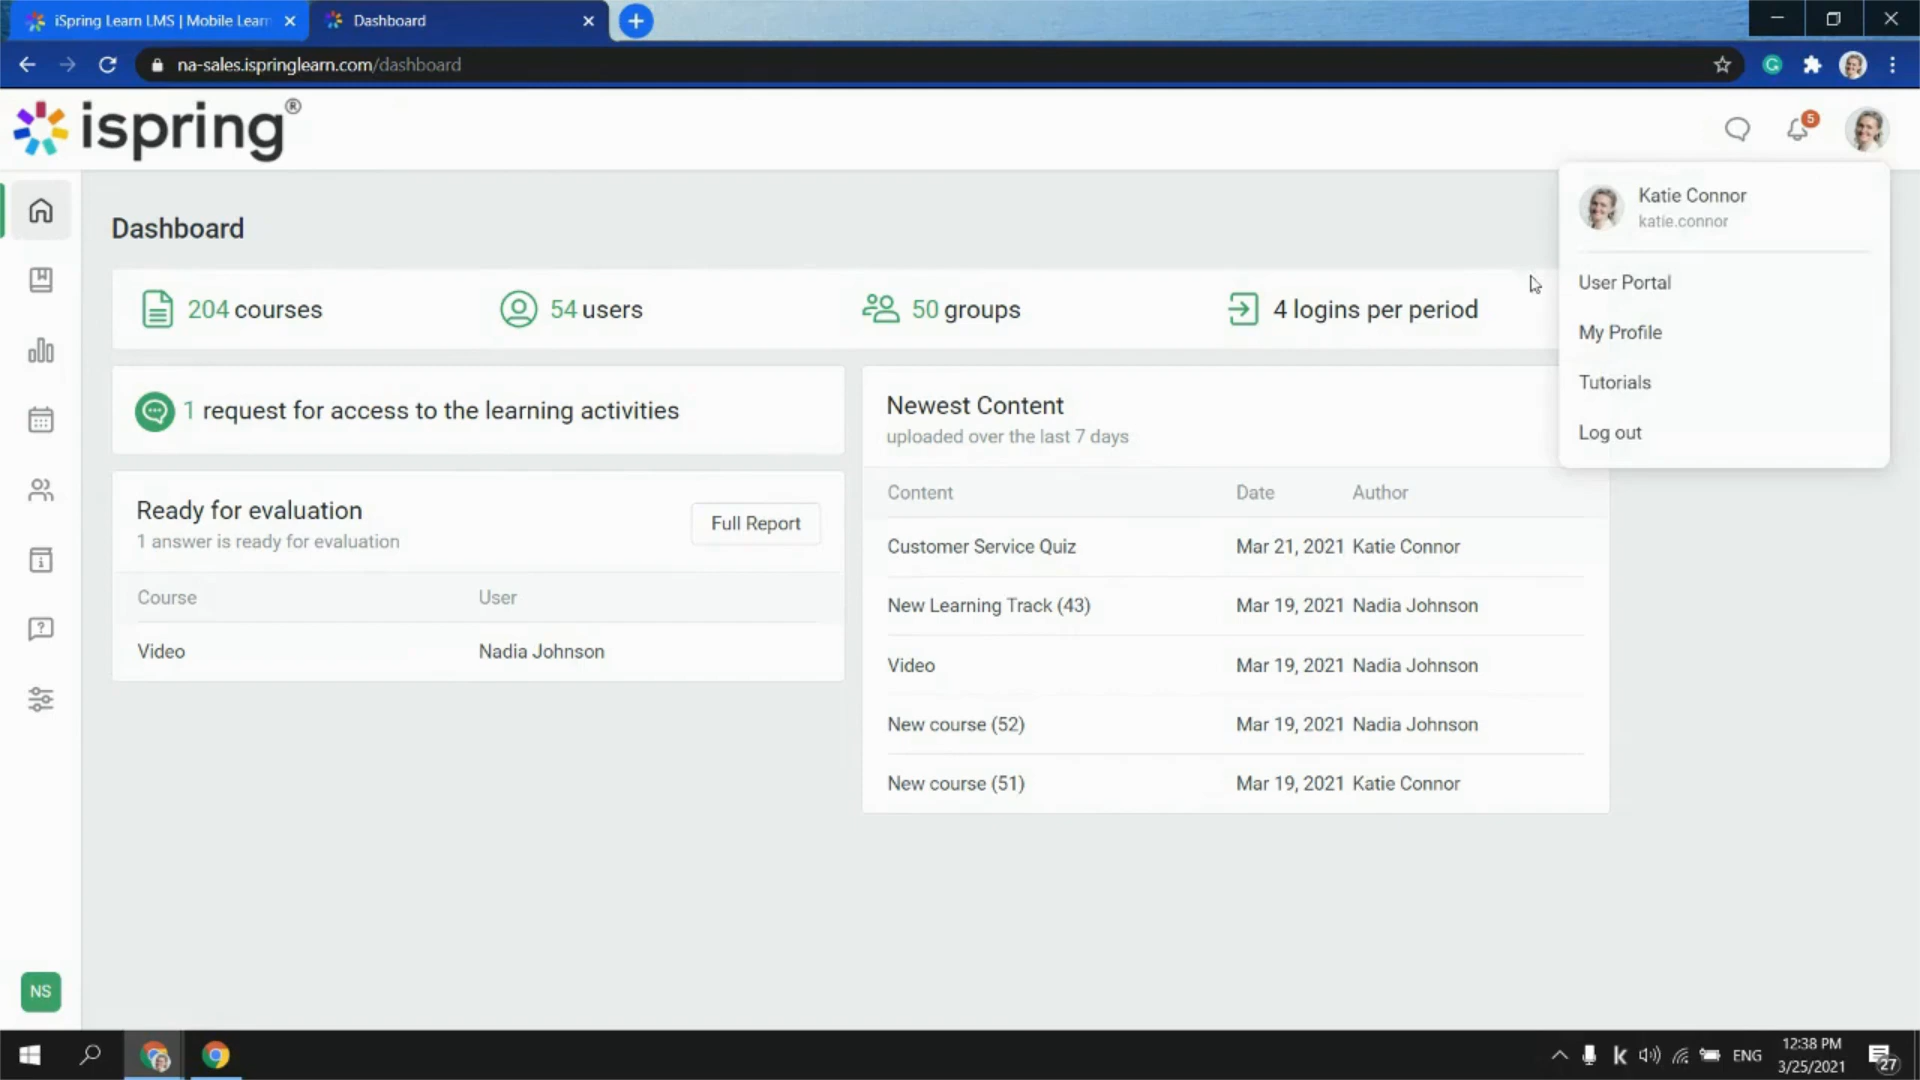 iSpring Learn LMS | Mobile Learn
Dashboard
na-sales.ispringlearn.com/dashboard
ispring®
5
Katie Connor
katie.connor
User Portal
My Profile
Tutorials
Log out
Dashboard
204 courses
54 users
50 groups
4 logins per period
1 request for access to the learning activities
Ready for evaluation
1 answer is ready for evaluation
Full Report
Course User
Video Nadia Johnson
Newest Content
uploaded over the last 7 days
Content Date Author
Customer Service Quiz Mar 21, 2021 Katie Connor
New Learning Track (43) Mar 19, 2021 Nadia Johnson
Video Mar 19, 2021 Nadia Johnson
New course (52) Mar 19, 2021 Nadia Johnson
New course (51) Mar 19, 2021 Katie Connor
NS
ENG
12:38 PM
3/25/2021
27